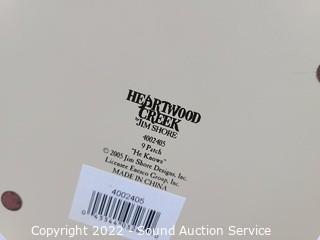 HEARTWOOD
CREEK
by JIM SHORE
4002405
9 Patch
"He Knows"
© 2005 Jim Shore Designs, Inc.
Licensee Enesco Group, Inc.
MADE IN CHINA
4002405
Copyright 2022 - Sound Auction Service